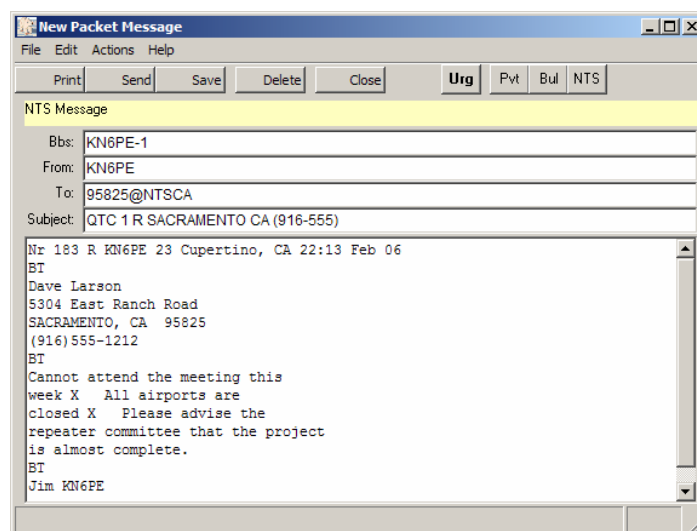 New Packet Message
File Edit Actions Help
Print Send Save Delete Close Urg Pvt Bul NTS
NTS Message
Bbs: KN6PE-1
From: KN6PE
To: 95825@NTSCA
Subject: QTC 1 R SACRAMENTO CA (916-555)
Nr 183 R KN6PE 23 Cupertino, CA 22:13 Feb 06
BT
Dave Larson
5304 East Ranch Road
SACRAMENTO, CA  95825
(916)555-1212
BT
Cannot attend the meeting this
week X   All airports are
closed X   Please advise the
repeater committee that the project
is almost complete.
BT
Jim KN6PE